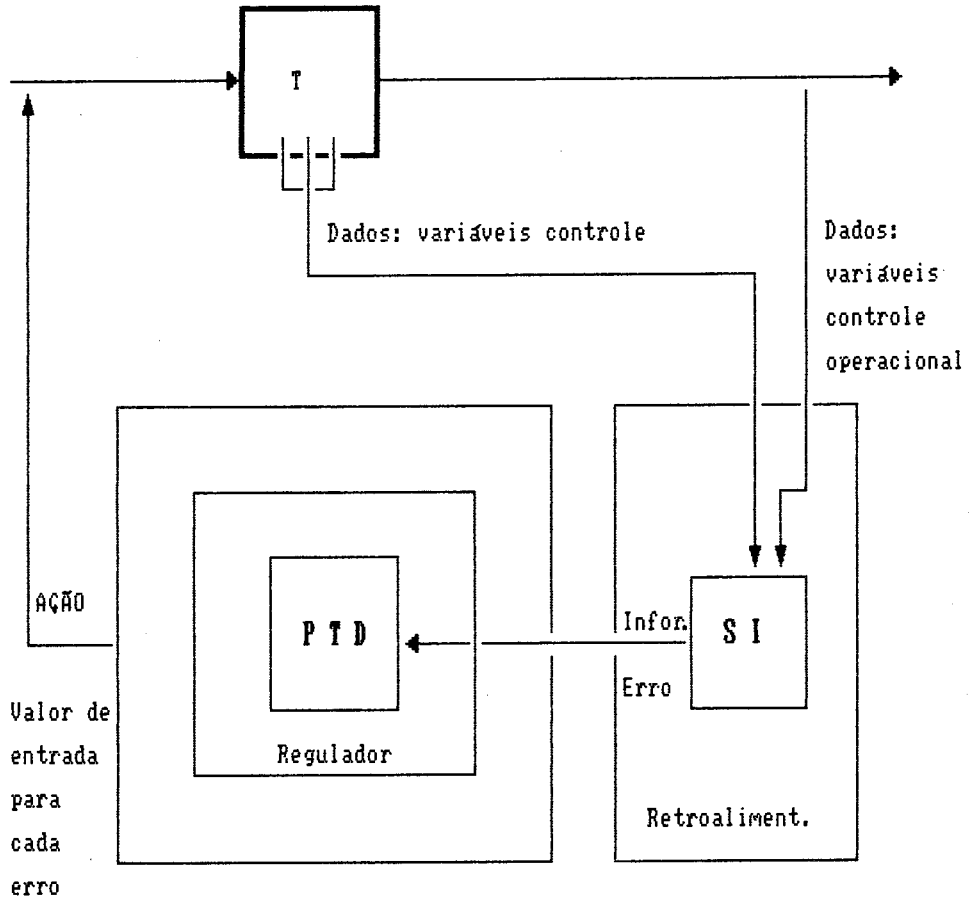 T
Dados: variáveis controle
Dados:
variáveis
controle
operacional
AÇÃO
P T D
Infor.
S I
Erro
Valor de
entrada
para
cada
erro
Regulador
Retroaliment.